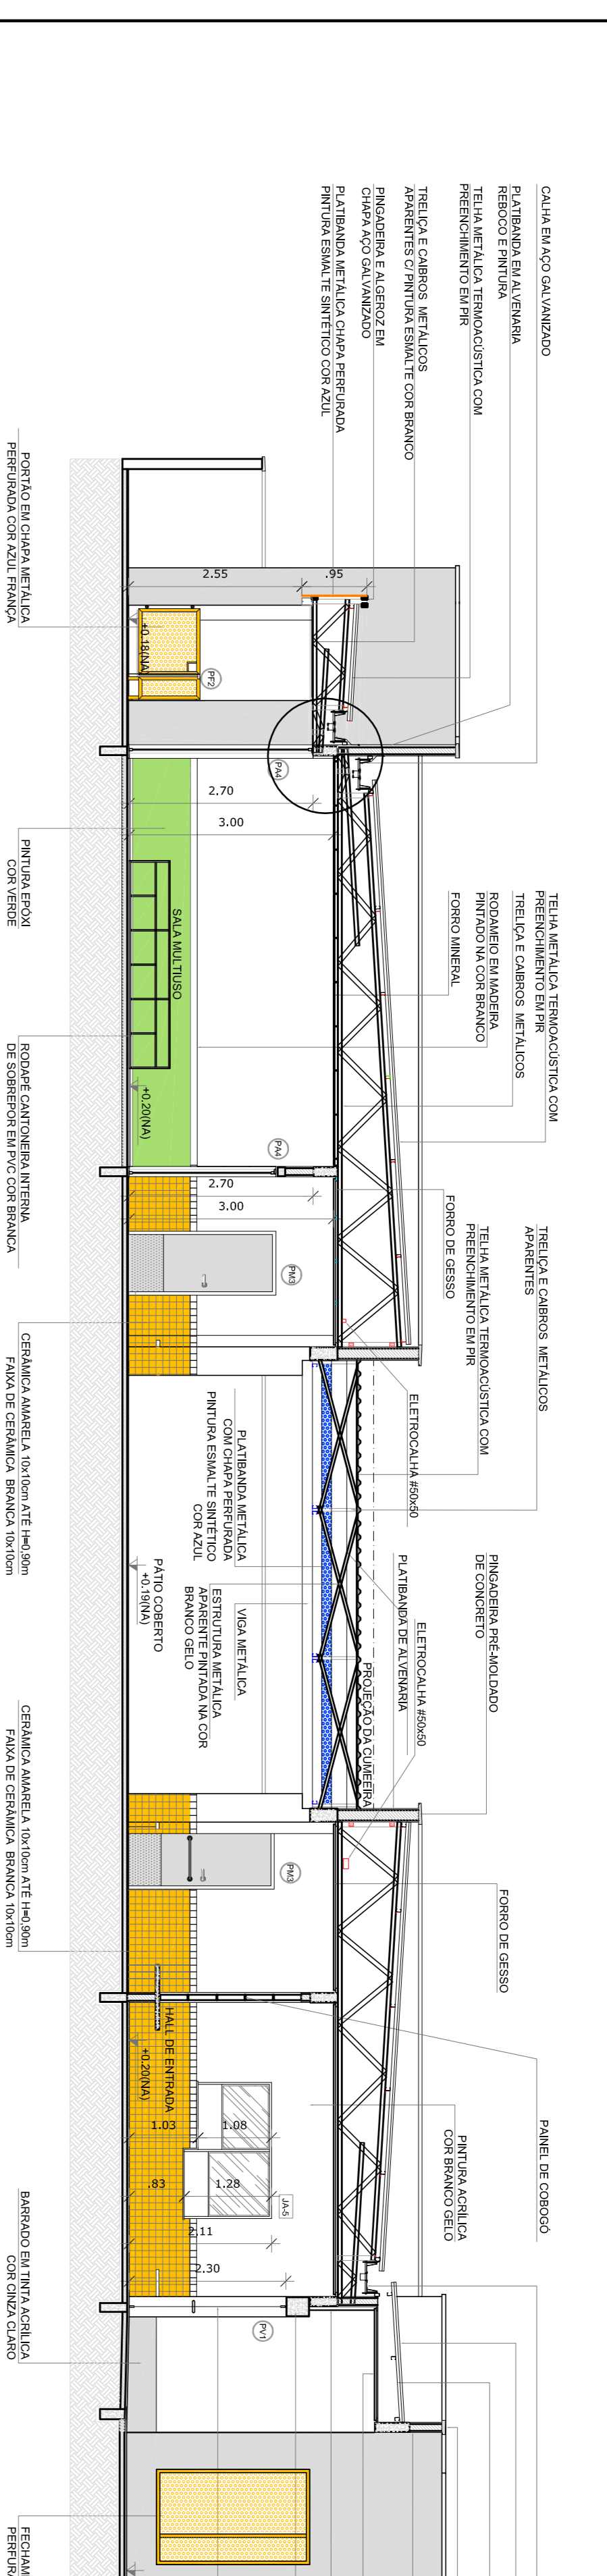 CALHA EM AÇO GALVANIZADO
PLATIBANDA EM ALVENARIA
REBOCO E PINTURA
TELHA METÁLICA TERMOACÚSTICA COM
PREENCHIMENTO EM PIR
TRELIÇA E CAIBROS METÁLICOS
APARENTES C/ PINTURA ESMALTE COR BRANCO
PINGADEIRA E ALGEROZ EM
CHAPA AÇO GALVANIZADO
PLATIBANDA METÁLICA CHAPA PERFURADA
PINTURA ESMALTE SINTÉTICO COR AZUL
TELHA METÁLICA TERMOACÚSTICA COM
PREENCHIMENTO EM PIR
TRELIÇA E CAIBROS METÁLICOS
RODAMEIO EM MADEIRA
PINTADO NA COR BRANCO
FORRO MINERAL
TRELIÇA E CAIBROS METÁLICOS
APARENTES
TELHA METÁLICA TERMOACÚSTICA COM
PREENCHIMENTO EM PIR
FORRO DE GESSO
ELETROCALHA #50x50
PINGADEIRA PRÉ-MOLDADO
DE CONCRETO
PLATIBANDA DE ALVENARIA
ELETROCALHA #50x50
PROJEÇÃO DA CUMEEIRA
FORRO DE GESSO
PAINEL DE COBOGÓ
PINTURA ACRÍLICA
COR BRANCO GELO
2.55
.95
+0.18(NA)
PF2
PA4
2.70
3.00
SALA MULTIUSO
+0.20(NA)
PA4
2.70
3.00
PM3
PLATIBANDA METÁLICA
COM CHAPA PERFURADA
PINTURA ESMALTE SINTÉTICO
COR AZUL
VIGA METÁLICA
ESTRUTURA METÁLICA
APARENTE PINTADA NA COR
BRANCO GELO
PÁTIO COBERTO
+0.19(NA)
PM3
HALL DE ENTRADA
+0.20(NA)
1.03
1.08
.83
1.28
JA-5
2.11
2.30
PV1
PORTÃO EM CHAPA METÁLICA
PERFURADA COR AZUL FRANÇA
PINTURA EPÓXI
COR VERDE
RODAPÉ CANTONEIRA INTERNA
DE SOBREPOR EM PVC COR BRANCA
CERÂMICA AMARELA 10x10cm ATÉ H=0,90m
FAIXA DE CERÂMICA BRANCA 10x10cm
CERÂMICA AMARELA 10x10cm ATÉ H=0,90m
FAIXA DE CERÂMICA BRANCA 10x10cm
BARRADO EM TINTA ACRÍLICA
COR CINZA CLARO